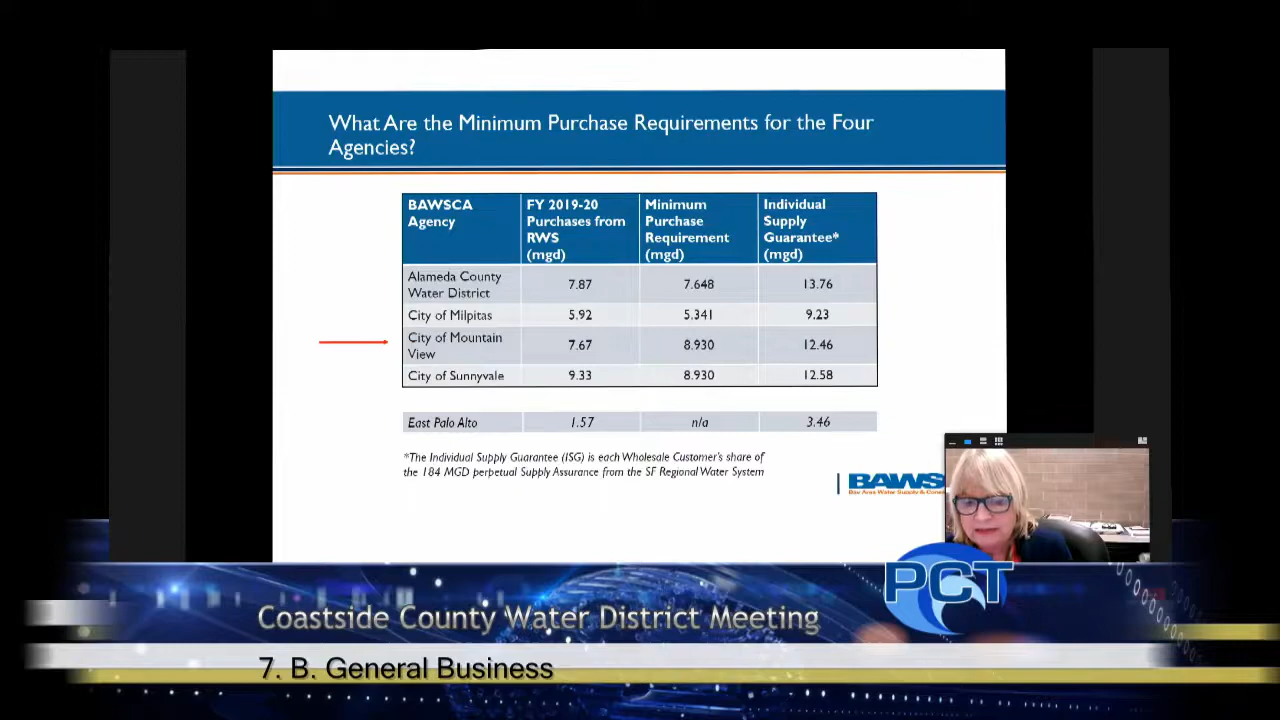 What Are the Minimum Purchase Requirements for the Four
Agencies?
BAWSCA
Agency
FY 2019-20
Purchases from
RWS
(mgd)
Minimum
Purchase
Requirement
(mgd)
Individual
Supply
Guarantee*
(mgd)
Alameda County
Water District
7.87
7.648
13.76
City of Milpitas
5.92
5.341
9.23
City of Mountain
View
7.67
8.930
12.46
City of Sunnyvale
9.33
8.930
12.58
East Palo Alto
1.57
n/a
3.46
*The Individual Supply Guarantee (ISG) is each Wholesale Customer's share of
the 184 MGD perpetual Supply Assurance from the SF Regional Water System
BAWS
Bay Area Water Supply & Cons
PCT
Coastside County Water District Meeting
7. B. General Business